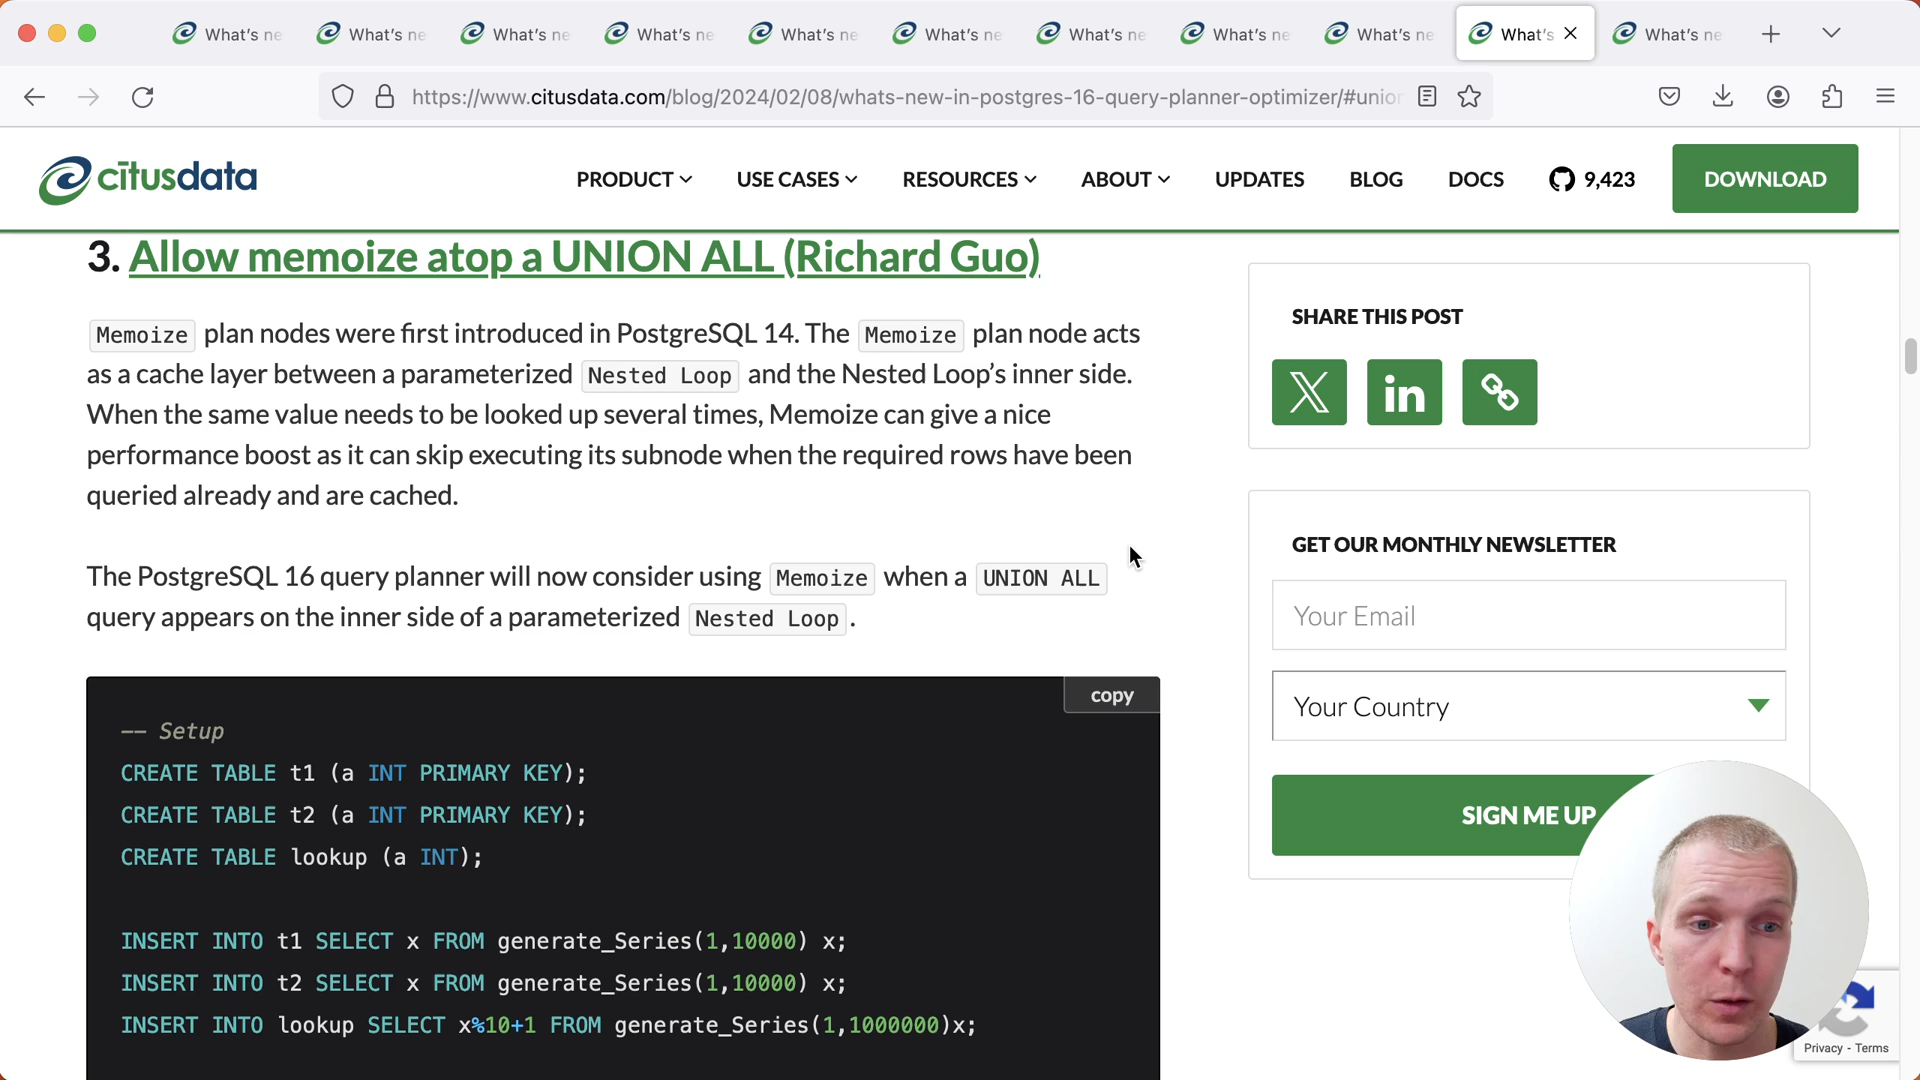 What's ne
What's ne
What's ne
What's ne
What's ne
What's ne
What's ne
What's ne
What's ne
What's
What's ne
https://www.citusdata.com/blog/2024/02/08/whats-new-in-postgres-16-query-planner-optimizer/#union
citusdata
PRODUCT
USE CASES
RESOURCES
ABOUT
UPDATES
BLOG
DOCS
9,423
DOWNLOAD
3. Allow memoize atop a UNION ALL (Richard Guo)
Memoize plan nodes were first introduced in PostgreSQL 14. The Memoize plan node acts
as a cache layer between a parameterized Nested Loop and the Nested Loop's inner side.
When the same value needs to be looked up several times, Memoize can give a nice
performance boost as it can skip executing its subnode when the required rows have been
queried already and are cached.
The PostgreSQL 16 query planner will now consider using Memoize when a UNION ALL
query appears on the inner side of a parameterized Nested Loop.
copy
-- Setup
CREATE TABLE t1 (a INT PRIMARY KEY);
CREATE TABLE t2 (a INT PRIMARY KEY);
CREATE TABLE lookup (a INT);
INSERT INTO t1 SELECT x FROM generate_Series(1,10000) x;
INSERT INTO t2 SELECT x FROM generate_Series(1,10000) x;
INSERT INTO lookup SELECT x%10+1 FROM generate_Series(1,1000000)x;
SHARE THIS POST
GET OUR MONTHLY NEWSLETTER
Your Email
Your Country
SIGN ME UP
Privacy - Terms